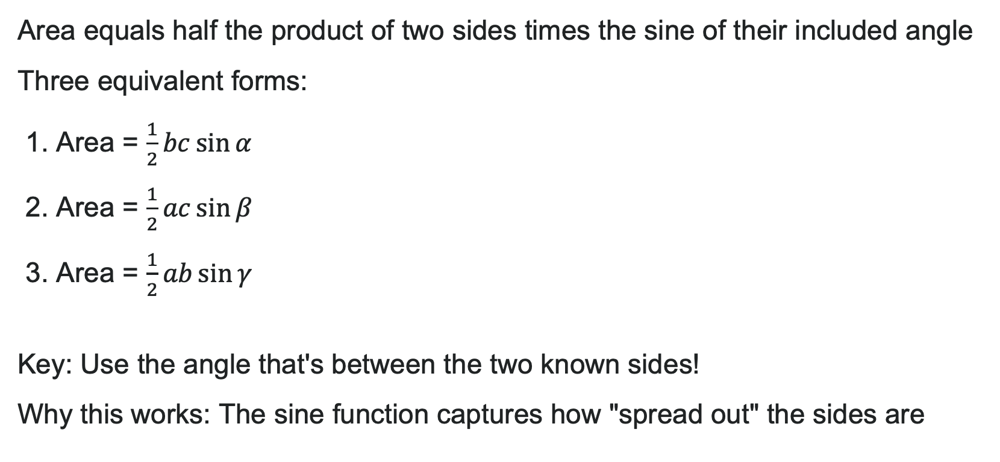 Area equals half the product of two sides times the sine of their included angle
Three equivalent forms:
1. Area = \frac{1}{2} bc sin α
2. Area = \frac{1}{2} ac sin β
3. Area = \frac{1}{2} ab sin γ
Key: Use the angle that's between the two known sides!
Why this works: The sine function captures how "spread out" the sides are